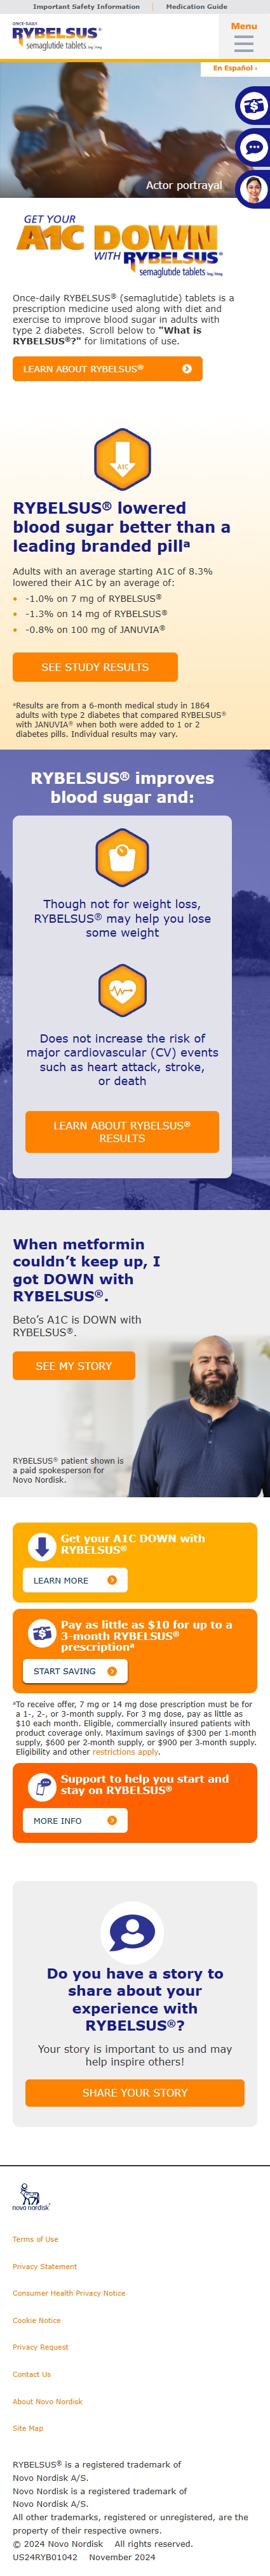 Important Safety Information | Medication Guide
ONCE-DAILY
RYBELSUS®
semaglutide tablets
Menu
En Español ›
Actor portrayal
GET YOUR
A1C DOWN
WITH RYBELSUS®
semaglutide tablets
Once-daily RYBELSUS® (semaglutide) tablets is a
prescription medicine used along with diet and
exercise to improve blood sugar in adults with
type 2 diabetes. Scroll below to "What is
RYBELSUS®?" for limitations of use.
LEARN ABOUT RYBELSUS®
A1C
RYBELSUS® lowered
blood sugar better than a
leading branded pillᵃ
Adults with an average starting A1C of 8.3%
lowered their A1C by an average of:
• -1.0% on 7 mg of RYBELSUS®
• -1.3% on 14 mg of RYBELSUS®
• -0.8% on 100 mg of JANUVIA®
SEE STUDY RESULTS
ᵃResults are from a 6-month medical study in 1864
adults with type 2 diabetes that compared RYBELSUS®
with JANUVIA® when both were added to 1 or 2
diabetes pills. Individual results may vary.
RYBELSUS® improves
blood sugar and:
Though not for weight loss,
RYBELSUS® may help you lose
some weight
Does not increase the risk of
major cardiovascular (CV) events
such as heart attack, stroke,
or death
LEARN ABOUT RYBELSUS®
RESULTS
When metformin
couldn’t keep up, I
got DOWN with
RYBELSUS®.
Beto’s A1C is DOWN with
RYBELSUS®.
SEE MY STORY
RYBELSUS® patient shown is
a paid spokesperson for
Novo Nordisk.
Get your A1C DOWN with
RYBELSUS®
LEARN MORE
Pay as little as $10 for up to a
3-month RYBELSUS®
prescriptionᵃ
START SAVING
ᵃTo receive offer, 7 mg or 14 mg dose prescription must be for
a 1-, 2-, or 3-month supply. For 3 mg dose, pay as little as
$10 each month. Eligible, commercially insured patients with
product coverage only. Maximum savings of $300 per 1-month
supply, $600 per 2-month supply, or $900 per 3-month supply.
Eligibility and other restrictions apply.
Support to help you start and
stay on RYBELSUS®
MORE INFO
Do you have a story to
share about your
experience with
RYBELSUS®?
Your story is important to us and may
help inspire others!
SHARE YOUR STORY
novo nordisk®
Terms of Use
Privacy Statement
Consumer Health Privacy Notice
Cookie Notice
Privacy Request
Contact Us
About Novo Nordisk
Site Map
RYBELSUS® is a registered trademark of
Novo Nordisk A/S.
Novo Nordisk is a registered trademark of
Novo Nordisk A/S.
All other trademarks, registered or unregistered, are the
property of their respective owners.
© 2024 Novo Nordisk All rights reserved.
US24RYB01042 November 2024